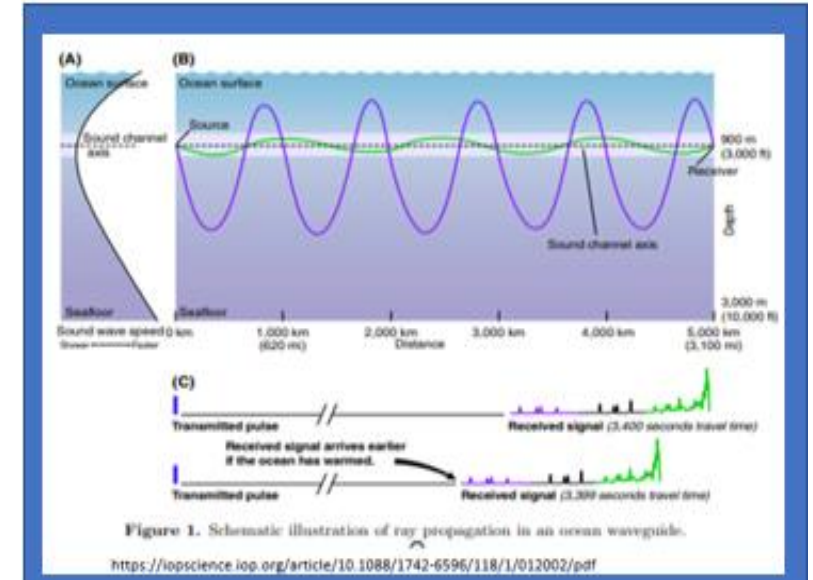 (A)
(B)
Ocean surface
Ocean surface
Source
Sound channel
axis
900 m
(3,000 ft)
Receiver
Depth
Sound channel axis
3,000 m
(10,000 ft)
Seafloor
Seafloor
Sound wave speed
Slower Faster
0 km
1,000 km
(620 mi)
2,000 km
Distance
3,000 km
4,000 km
5,000 km
(3,100 mi)
(C)
Transmitted pulse
Received signal (3,400 seconds travel time)
Received signal arrives earlier
if the ocean has warmed.
Transmitted pulse
Received signal (3,399 seconds travel time)
Figure 1. Schematic illustration of ray propagation in an ocean waveguide.
https://iopscience.iop.org/article/10.1088/1742-6596/118/1/012002/pdf